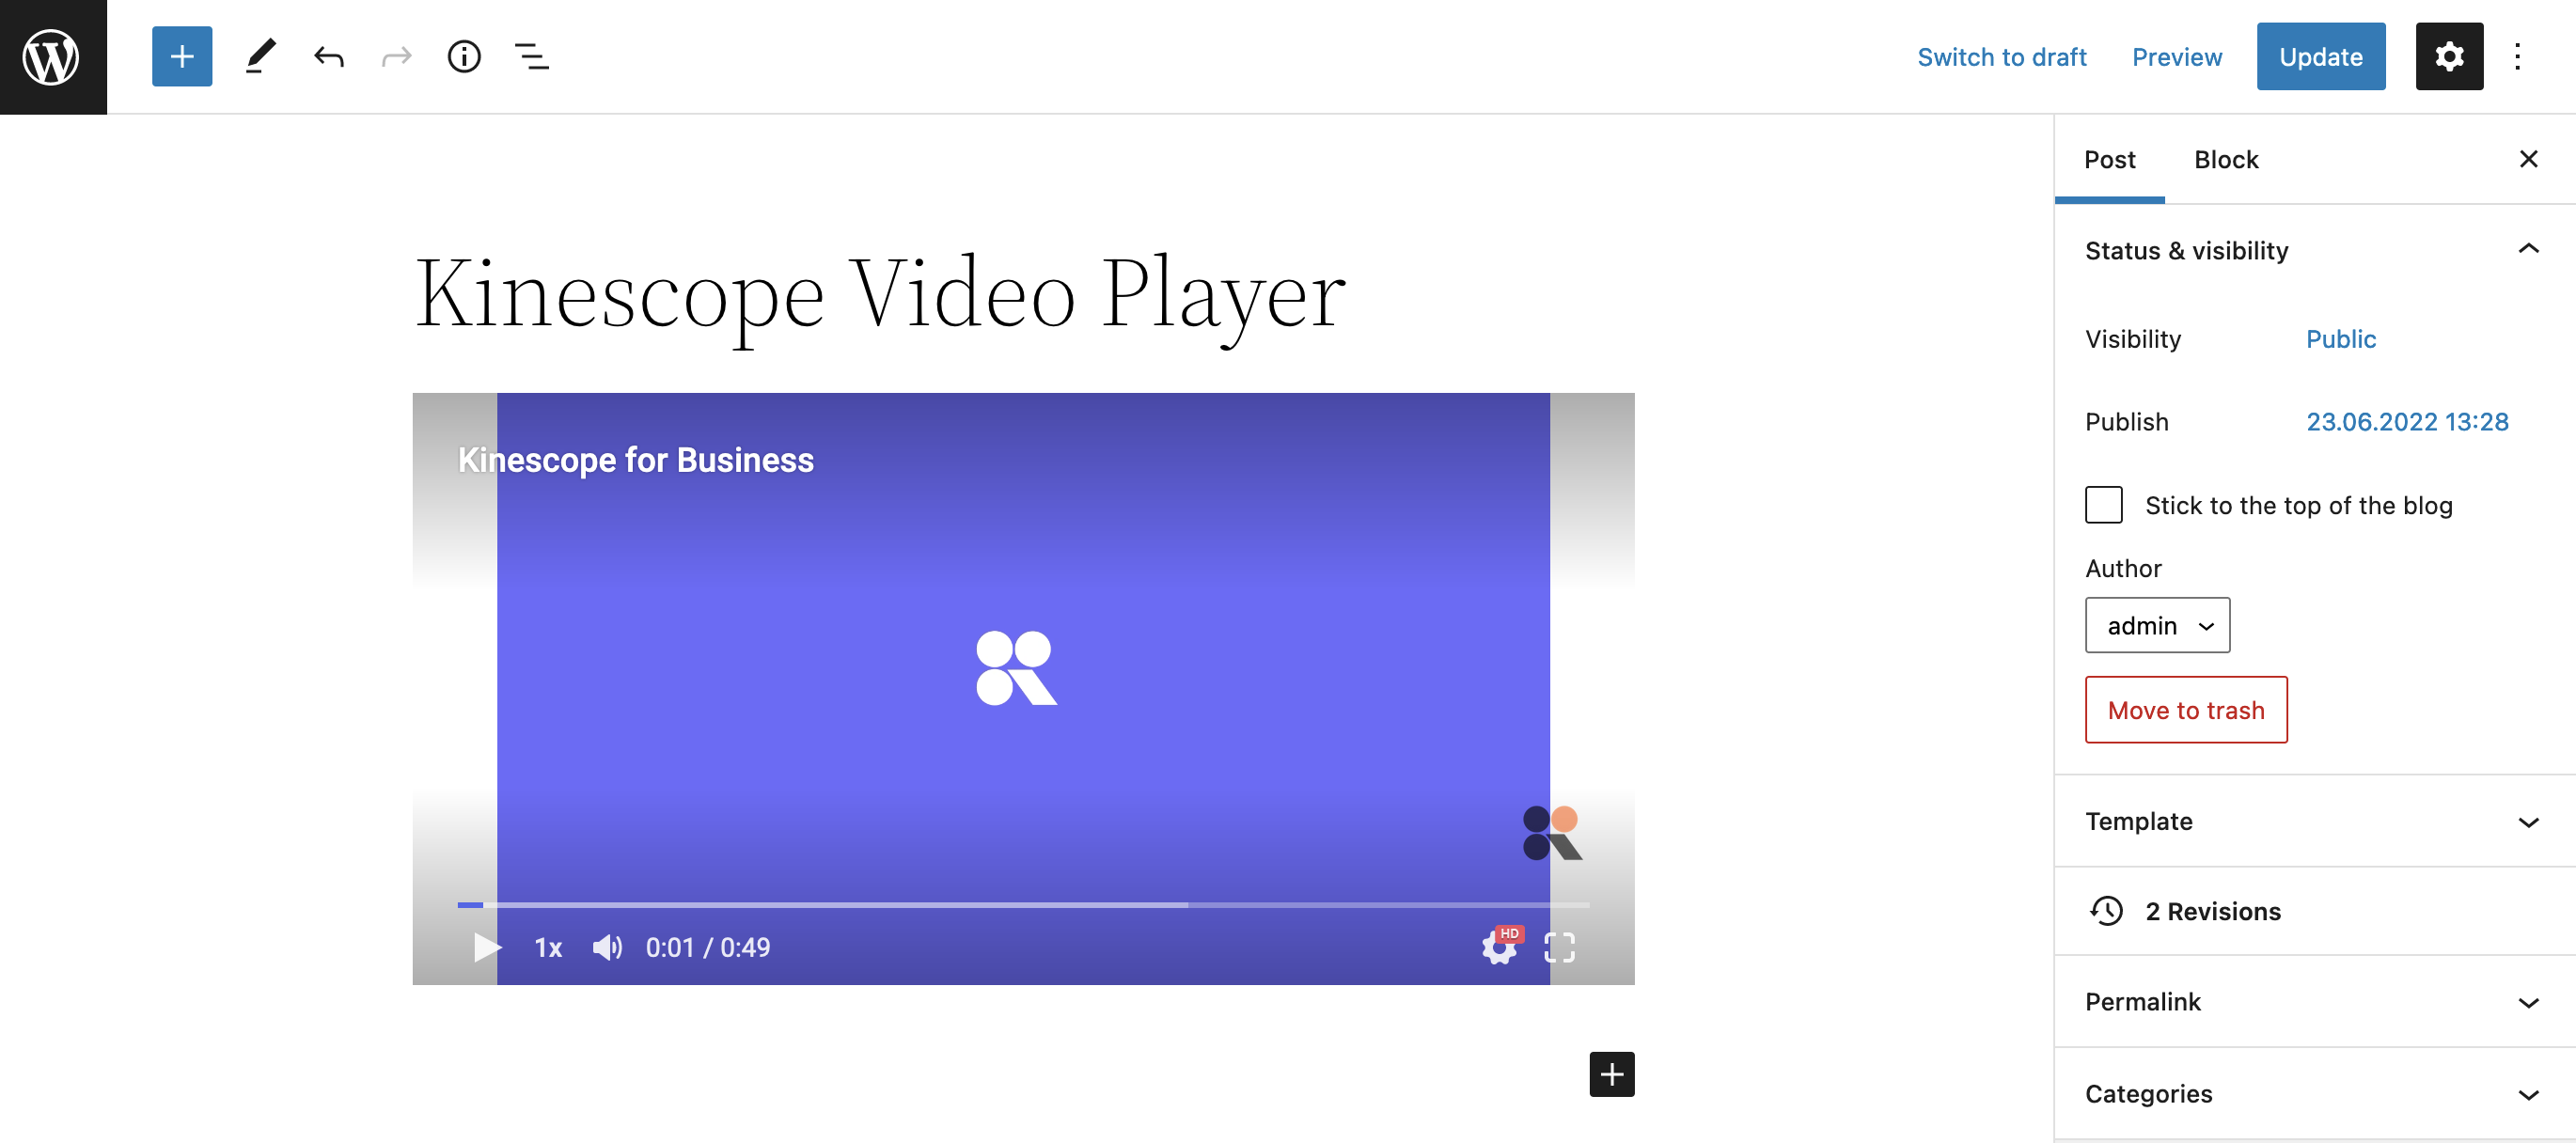 Switch to draft
Preview
Update
Post
Block
Kinescope Video Player
Kinescope for Business
1x
0:01 / 0:49
HD
Status & visibility
Visibility
Public
Publish
23.06.2022 13:28
Stick to the top of the blog
Author
admin
Move to trash
Template
2 Revisions
Permalink
Categories